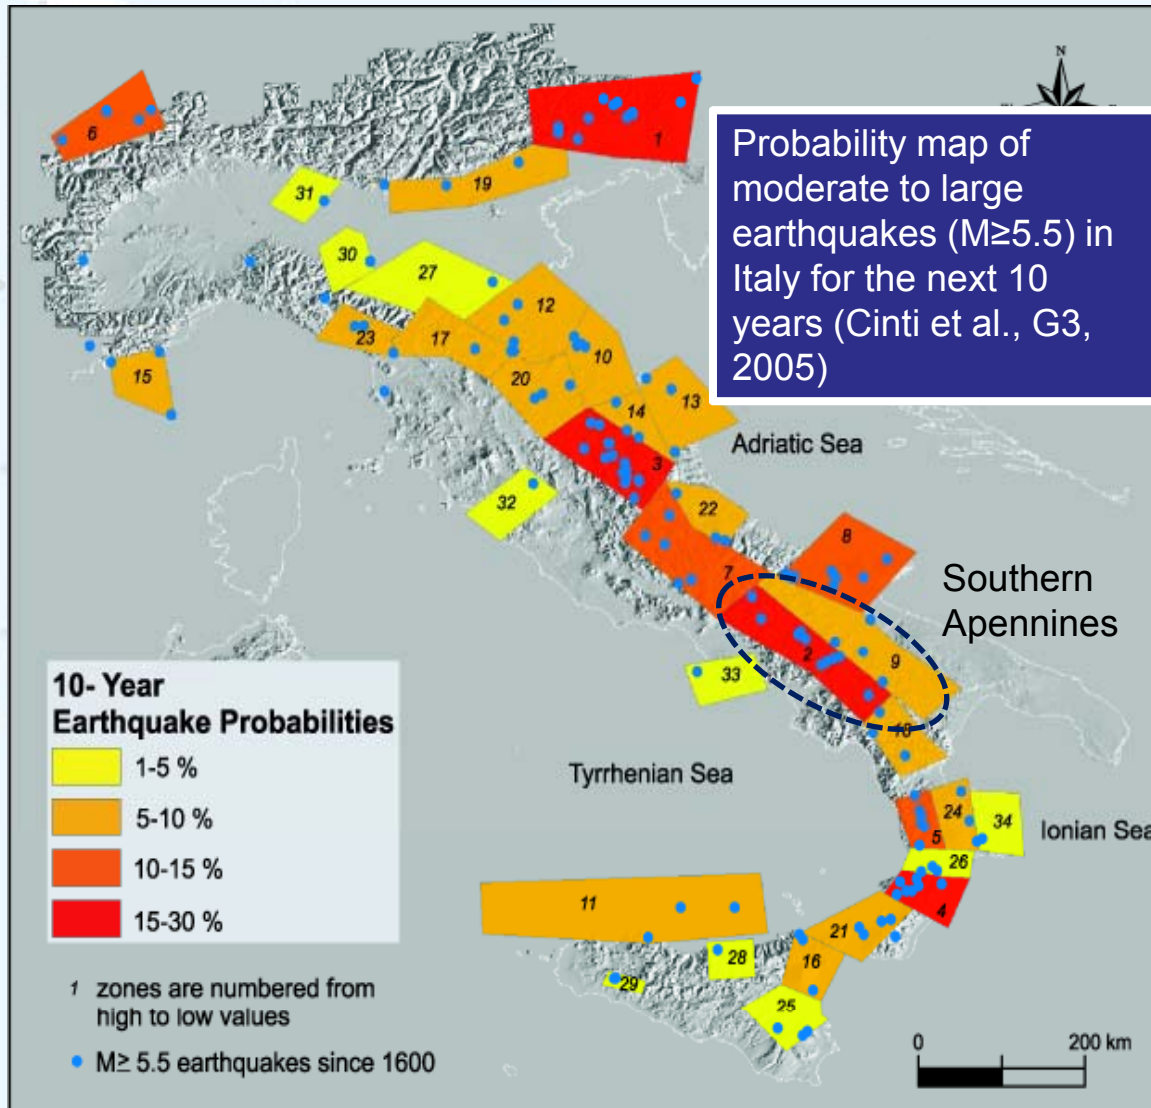 N
6
1
31
19
Probability map of
moderate to large
earthquakes (M≥5.5) in
Italy for the next 10
years (Cinti et al., G3,
2005)
30
27
12
23
17
10
15
20
14
13
Adriatic Sea
3
32
22
8
7
Southern
Apennines
2
9
33
10- Year
Earthquake Probabilities
1-5 %
5-10 %
10-15 %
15-30 %
18
Tyrrhenian Sea
24
34
5
Ionian Sea
26
11
4
21
28
16
29
25
1 zones are numbered from
high to low values
M≥ 5.5 earthquakes since 1600
0 200 km